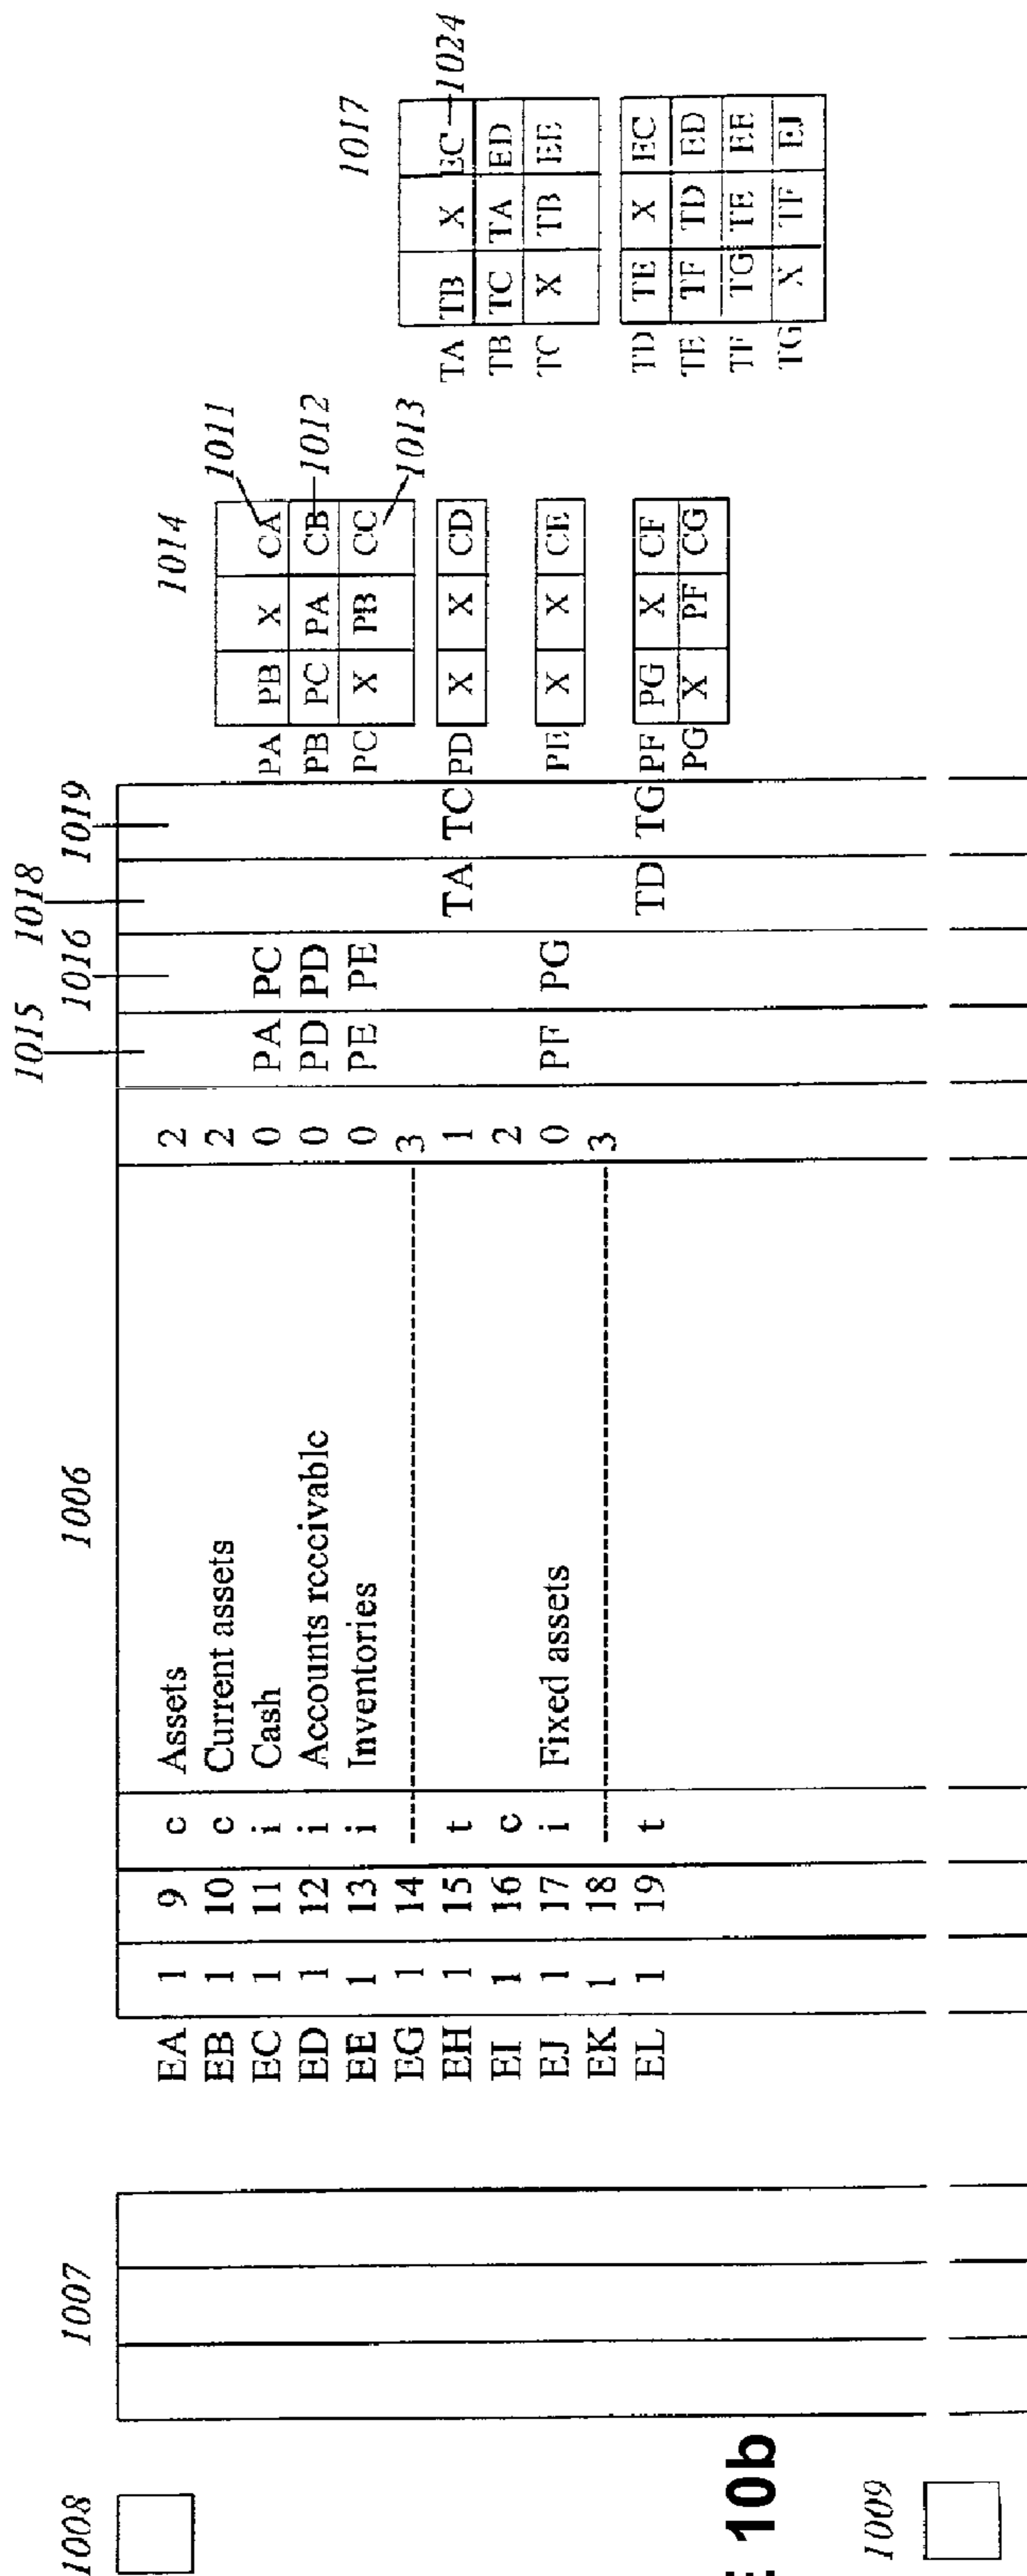 1015 1018
1008 1007 1006 1016 1019
EA 1 9 c Assets 2 1014
EB 1 10 c Current assets 2 1011
EC 1 11 i Cash 0 PA PC PA PB X CA
ED 1 12 i Accounts receivable 0 PD PD PB PC PA CB 1012
EE 1 13 i Inventories 0 PE PE PC X PB CC 1017
EG 1 14 3 1013
EH 1 15 t 1 TA TC PD X X CD TA TB X EC 1024
EI 1 16 c 2 TB TC TA ED
EJ 1 17 i Fixed assets 0 PF PG PE X X CE TC X TB EE
EK 1 18 3
EL 1 19 t TD TG PF PG X CF TD TE X EC
PG X PF CG TE TF TD ED
E 10b TF TG TE EE
TG X TF EJ
1009